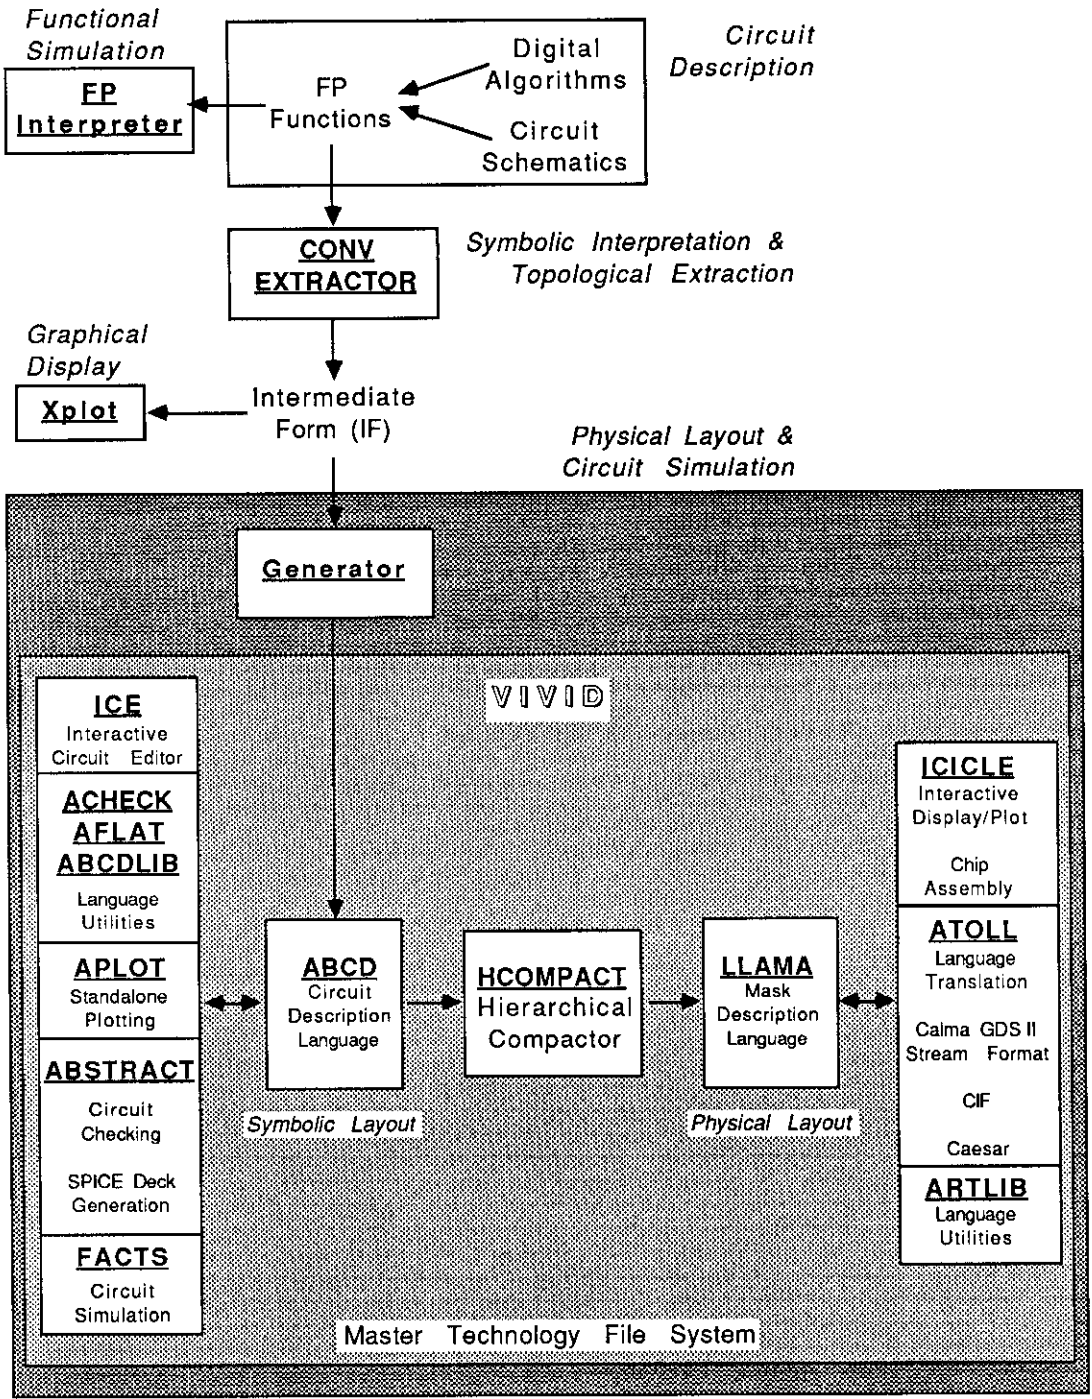 Functional
Simulation
FP
Interpreter
FP
Functions
Digital
Algorithms
Circuit
Schematics
Circuit
Description
CONV
EXTRACTOR
Symbolic Interpretation &
Topological Extraction
Graphical
Display
Xplot
Intermediate
Form (IF)
Physical Layout &
Circuit Simulation
Generator
VIVID
ICE
Interactive
Circuit Editor
ACHECK
AFLAT
ABCDLIB
Language
Utilities
APLOT
Standalone
Plotting
ABSTRACT
Circuit
Checking
SPICE Deck
Generation
FACTS
Circuit
Simulation
ABCD
Circuit
Description
Language
Symbolic Layout
HCOMPACT
Hierarchical
Compactor
LLAMA
Mask
Description
Language
Physical Layout
ICICLE
Interactive
Display/Plot
Chip
Assembly
ATOLL
Language
Translation
Calma GDS II
Stream Format
CIF
Caesar
ARTLIB
Language
Utilities
Master Technology File System